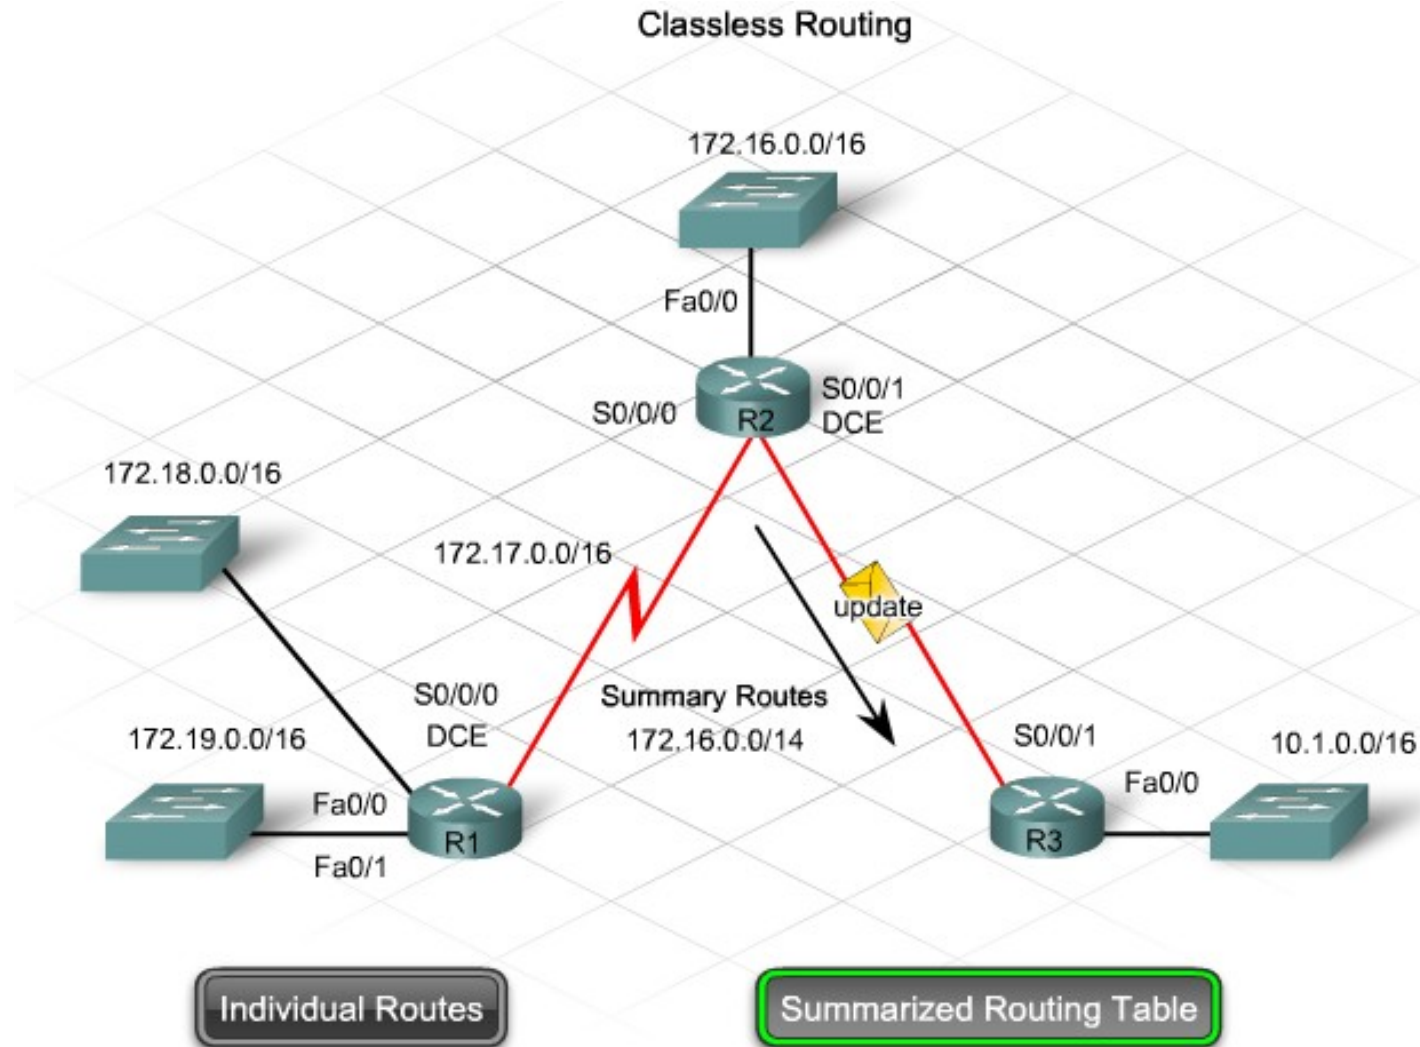 Classless Routing
172.16.0.0/16
Fa0/0
S0/0/0
R2
S0/0/1
DCE
172.18.0.0/16
172.17.0.0/16
update
S0/0/0
DCE
Summary Routes
172.16.0.0/14
172.19.0.0/16
Fa0/0
R1
Fa0/1
S0/0/1
10.1.0.0/16
Fa0/0
R3
Individual Routes
Summarized Routing Table